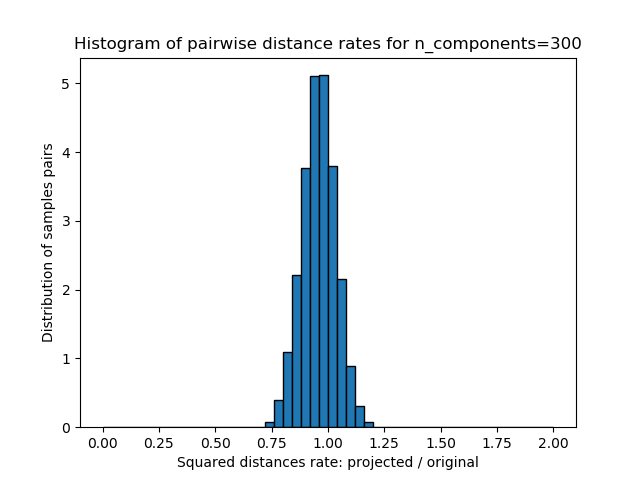 Histogram of pairwise distance rates for n_components=300
5
4
3
2
1
0
Distribution of samples pairs
0.00 0.25 0.50 0.75 1.00 1.25 1.50 1.75 2.00
Squared distances rate: projected / original